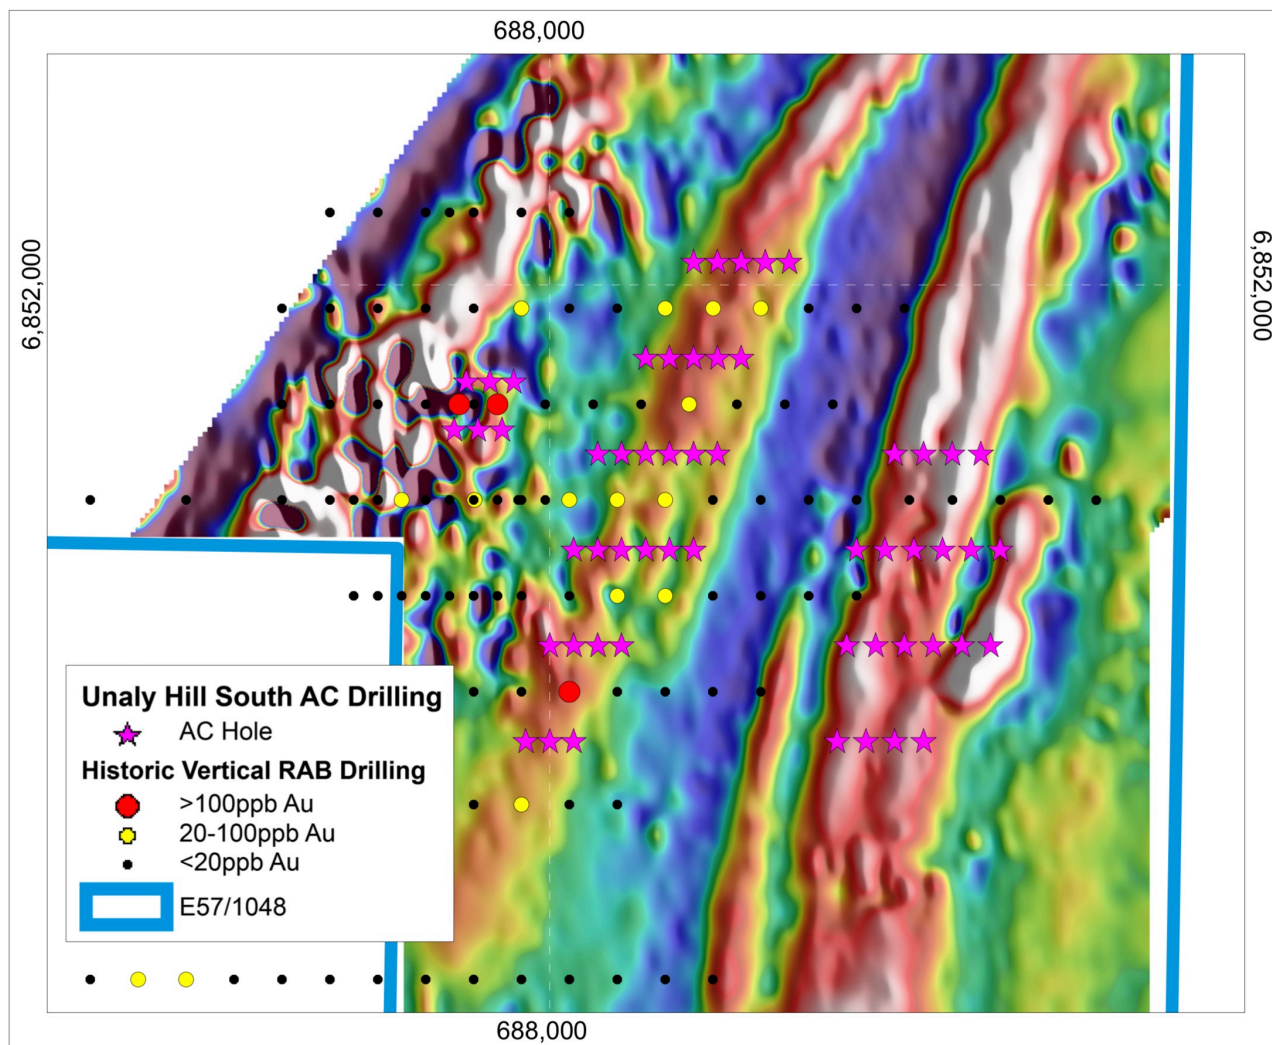 688,000
6,852,000
6,852,000
Unaly Hill South AC Drilling
AC Hole
Historic Vertical RAB Drilling
>100ppb Au
20-100ppb Au
<20ppb Au
E57/1048
688,000